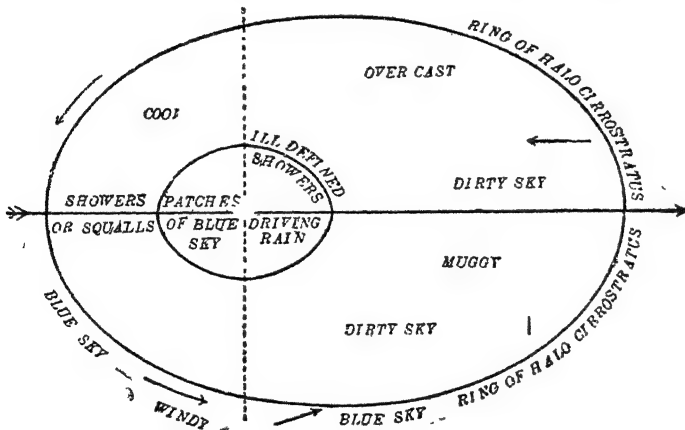 RING OF HALO CIRROSTRATUS
OVER CAST
COOL
ILL DEFINED
SHOWERS
DIRTY SKY
SHOWERS
OR SQUALLS
PATCHES
OF BLUE
SKY
DRIVING
RAIN
MUGGY
DIRTY SKY
RING OF HALO CIRROSTRATUS
BLUE SKY
WINDY
BLUE SKY